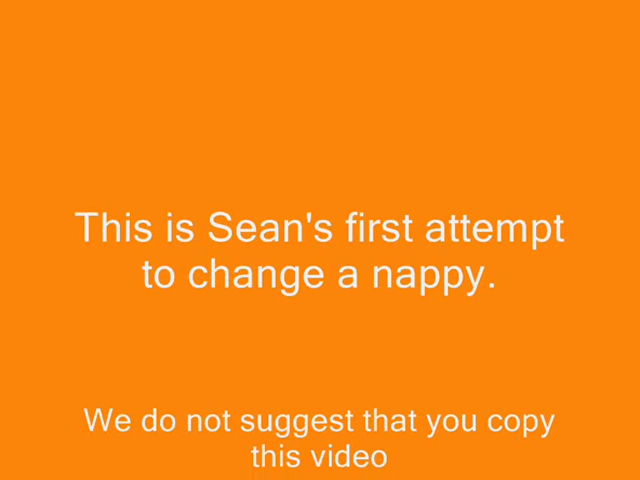 This is Sean's first attempt
to change a nappy.
We do not suggest that you copy
this video